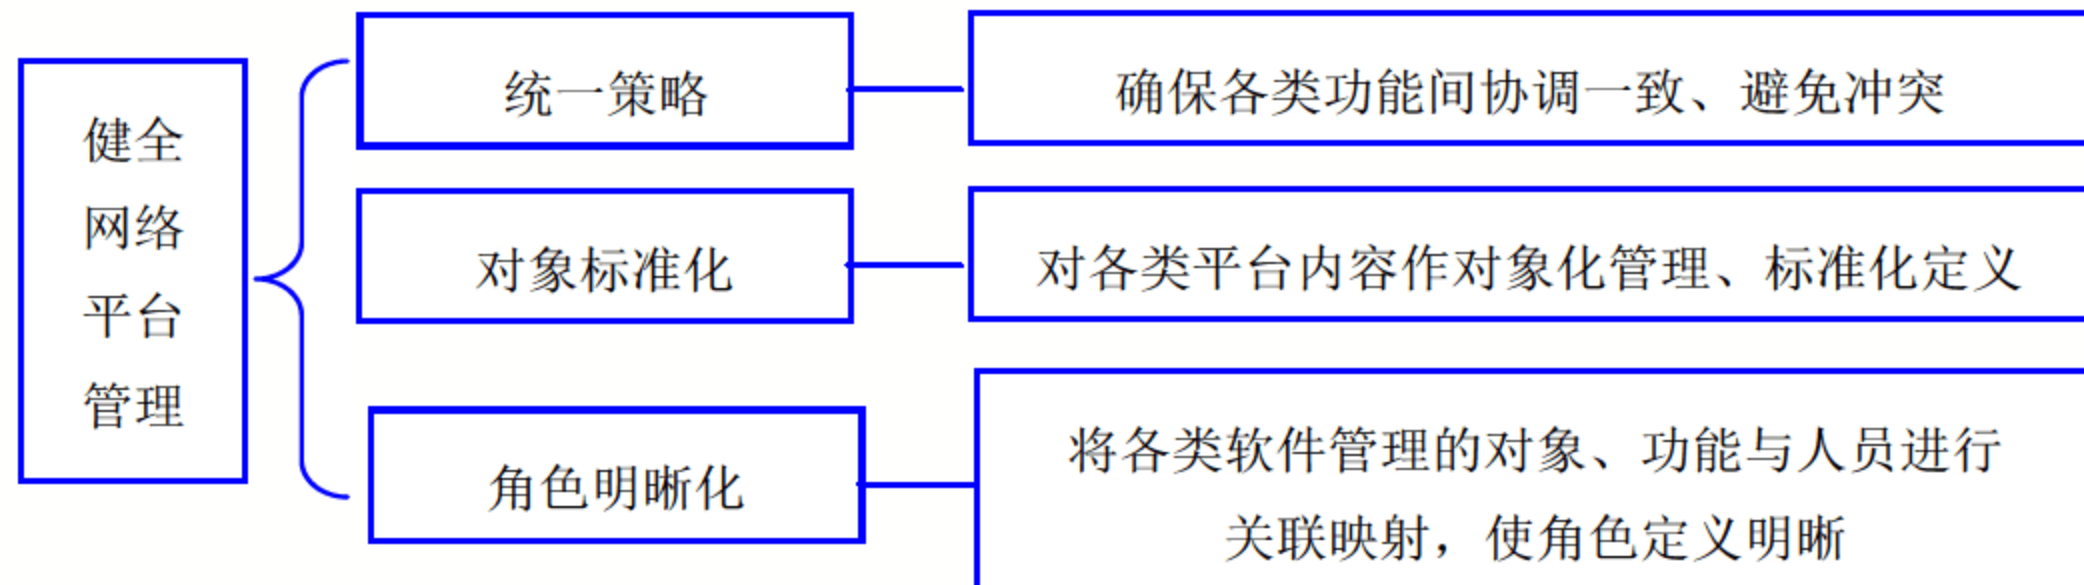 健全
网络
平台
管理
统一策略
确保各类功能间协调一致、避免冲突
对象标准化
对各类平台内容作对象化管理、标准化定义
角色明晰化
将各类软件管理的对象、功能与人员进行
关联映射，使角色定义明晰